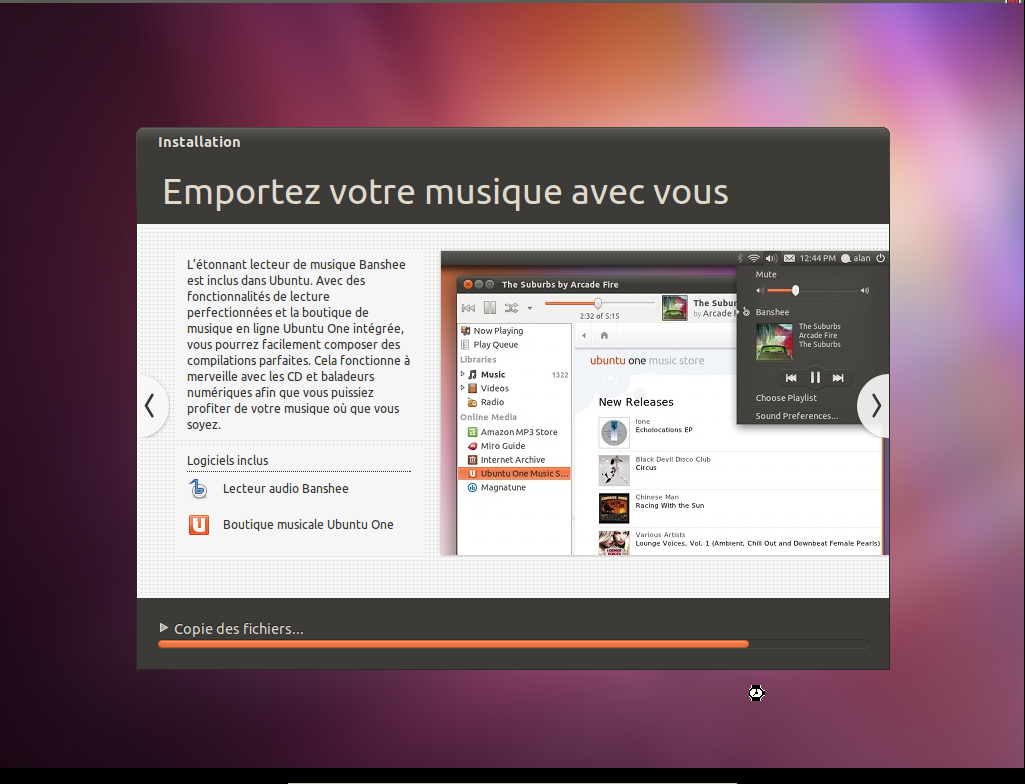 Installation
Emportez votre musique avec vous
L'étonnant lecteur de musique Banshee
est inclus dans Ubuntu. Avec des
fonctionnalités de lecture
perfectionnées et la boutique de
musique en ligne Ubuntu One intégrée,
vous pourrez facilement composer des
compilations parfaites. Cela fonctionne à
merveille avec les CD et baladeurs
numériques afin que vous puissiez
profiter de votre musique où que vous
soyez.
Logiciels inclus
Lecteur audio Banshee
Boutique musicale Ubuntu One
12:44 PM alan
The Suburbs by Arcade Fire
2:32 of 5:15
The Subu
by Arcade F
Now Playing
Play Queue
Libraries
Music 1322
Videos
Radio
Online Media
Amazon MP3 Store
Miro Guide
Internet Archive
Ubuntu One Music S...
Magnatune
ubuntu one music store
New Releases
Ione
Echolocations EP
Black Devil Disco Club
Circus
Chinese Man
Racing With the Sun
Various Artists
Lounge Voices, Vol. 1 (Ambient, Chill Out and Downbeat Female Pearls)
Mute
Banshee
The Suburbs
Arcade Fire
The Suburbs
Choose Playlist
Sound Preferences...
Copie des fichiers...